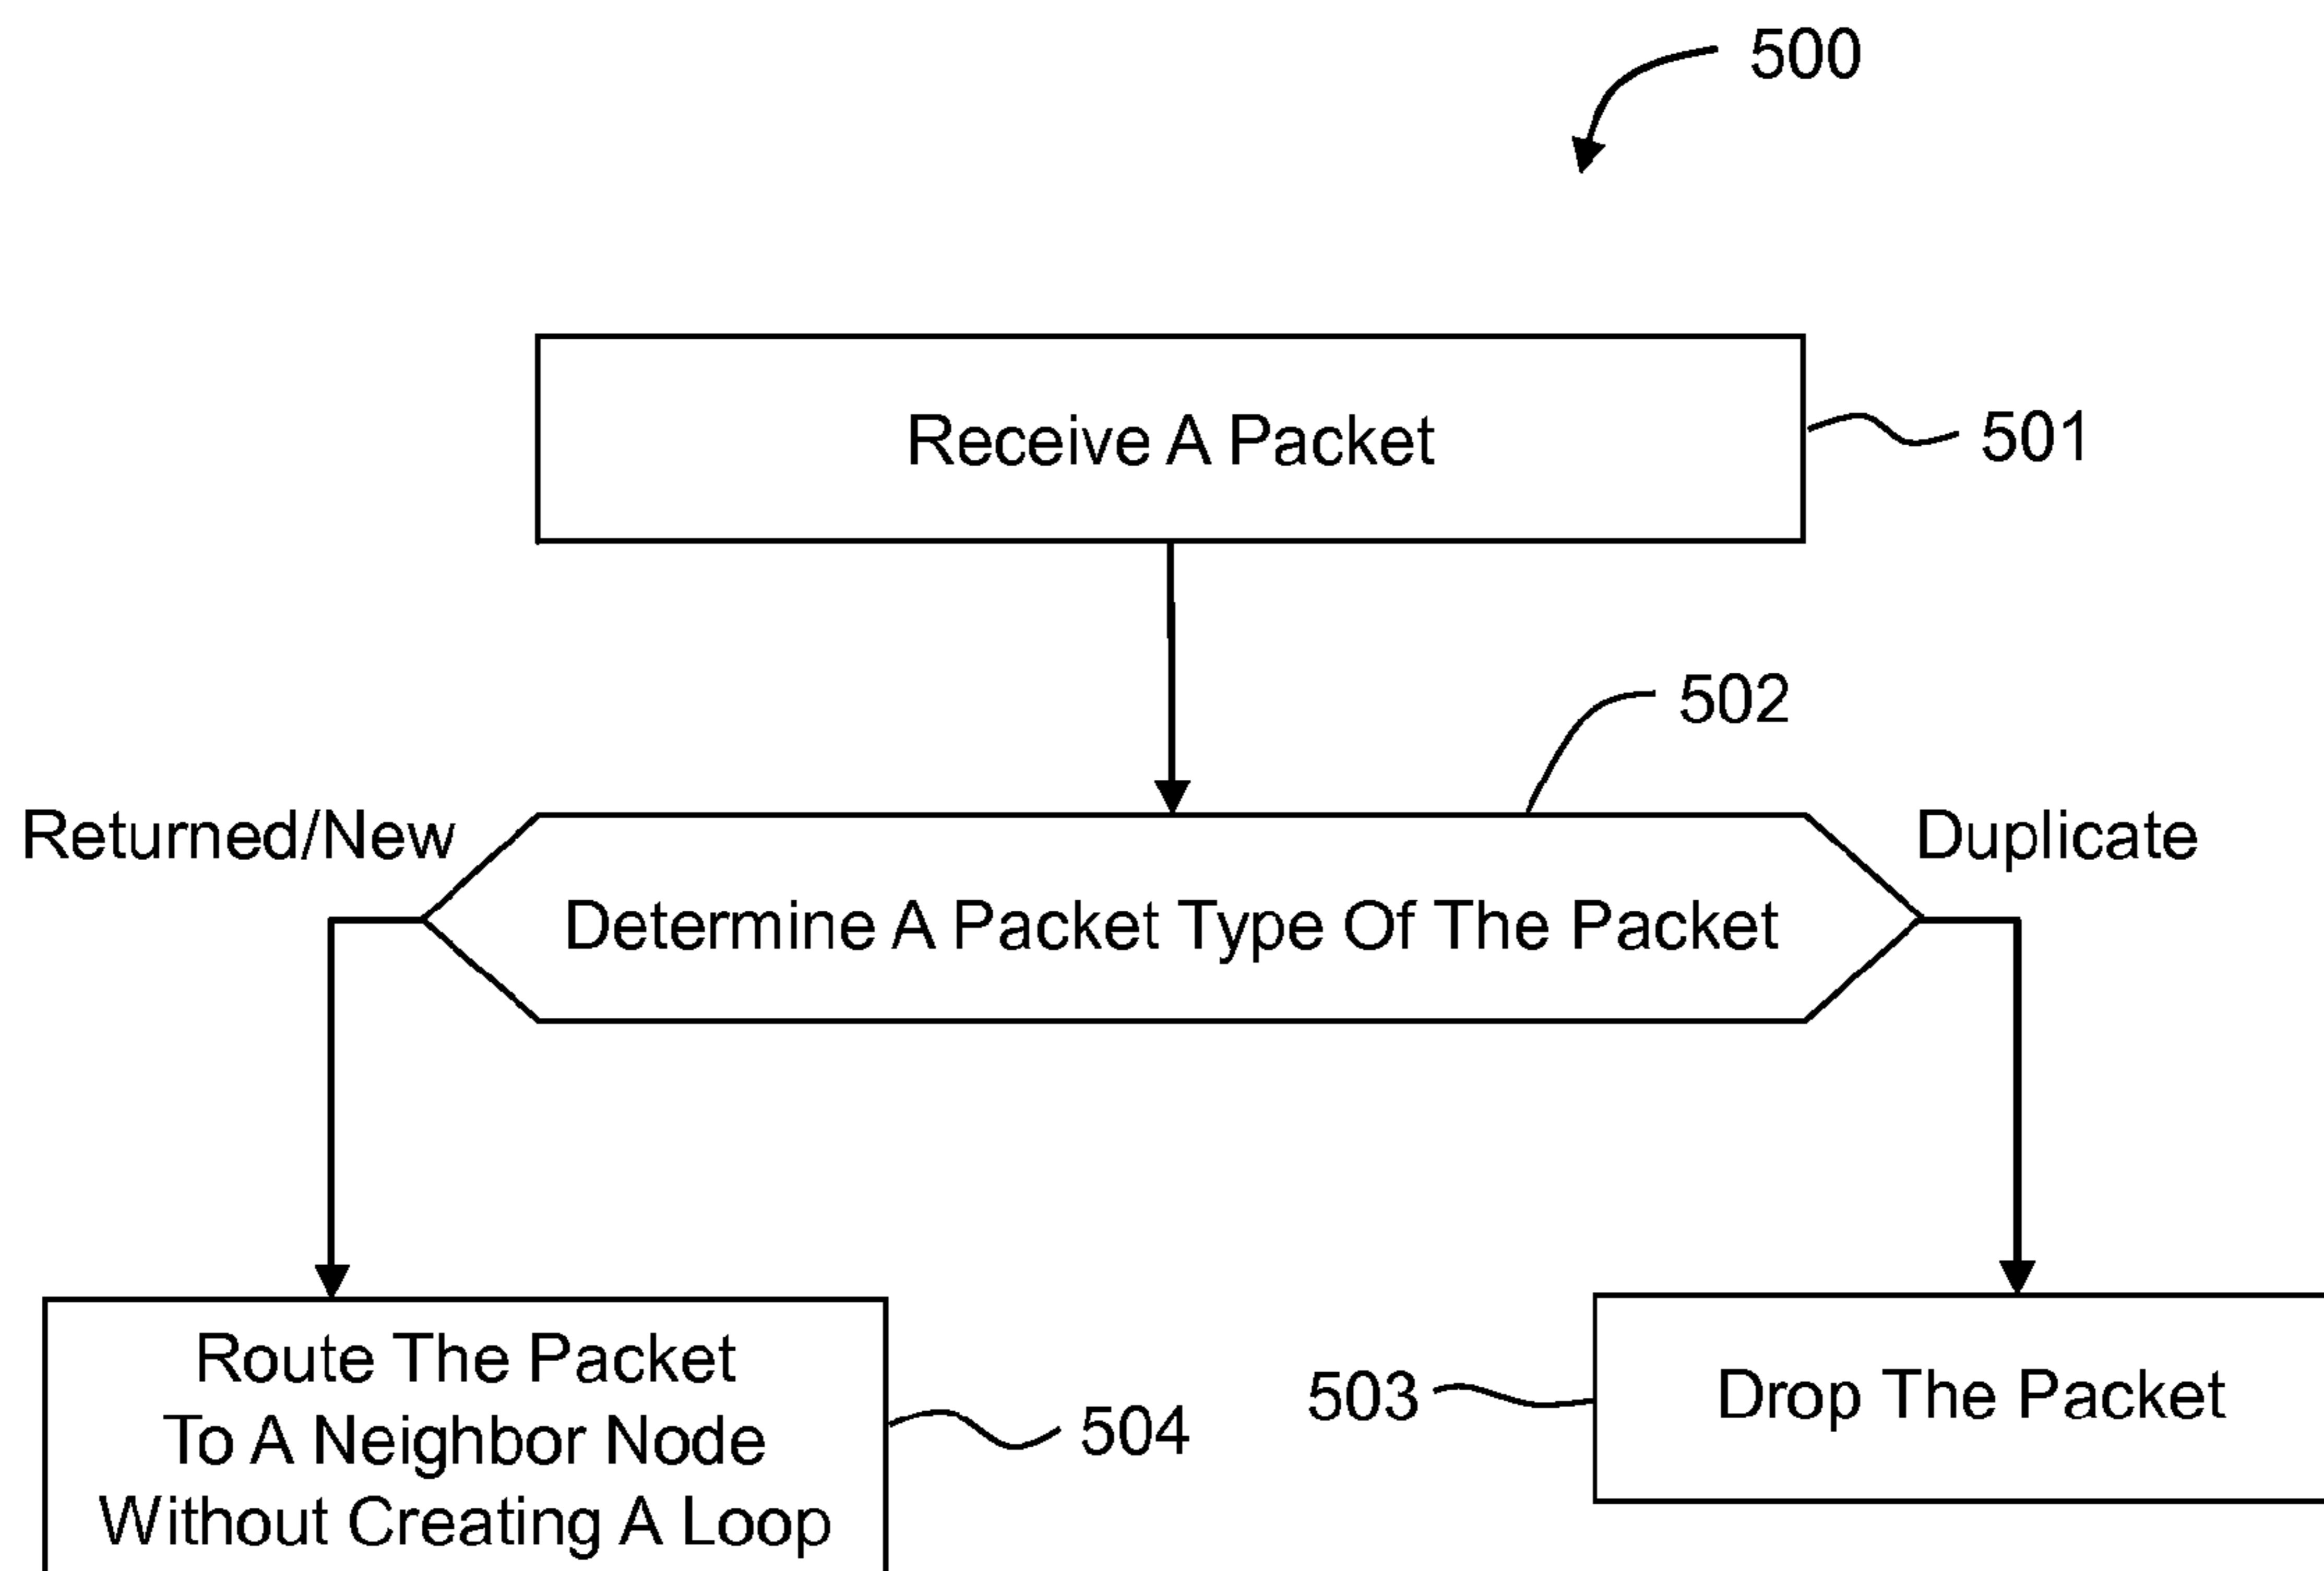 500
Receive A Packet
501
502
Returned/New
Duplicate
Determine A Packet Type Of The Packet
Route The Packet
To A Neighbor Node
Without Creating A Loop
504
503
Drop The Packet